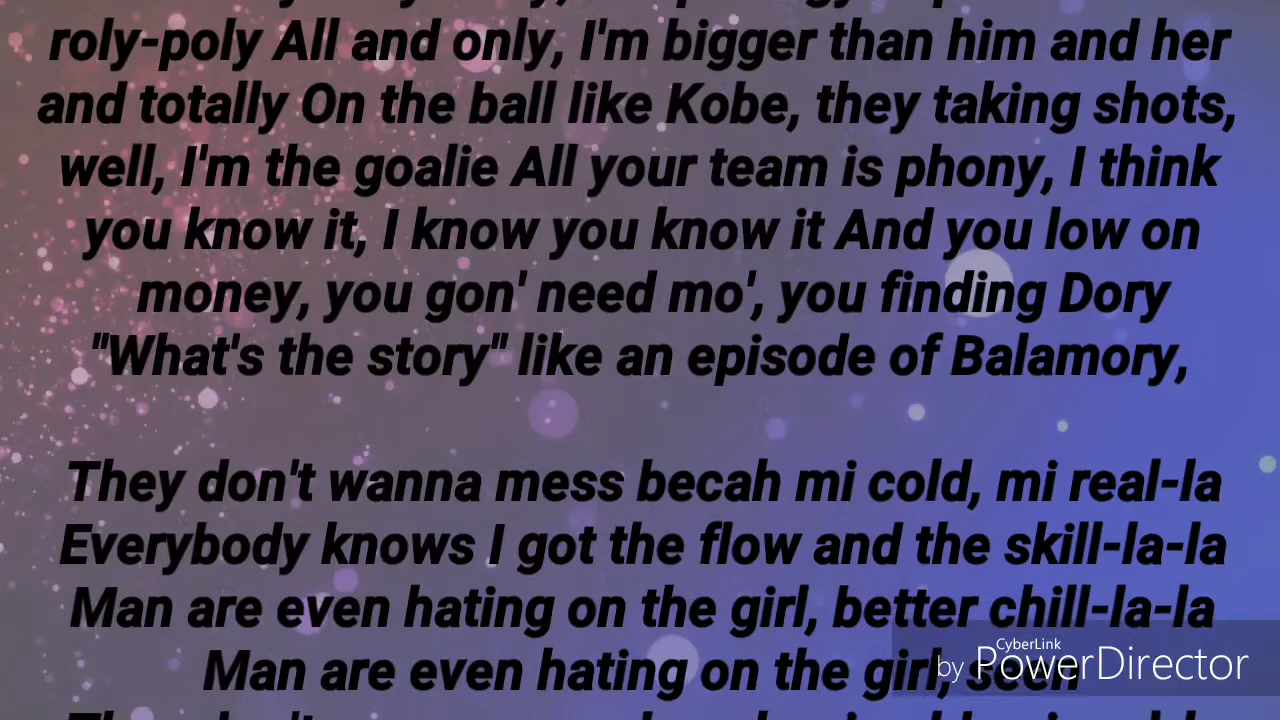 roly-poly All and only, I'm bigger than him and her
and totally On the ball like Kobe, they taking shots,
well, I'm the goalie All your team is phony, I think
you know it, I know you know it And you low on
money, you gon' need mo', you finding Dory
"What's the story" like an episode of Balamory,
They don't wanna mess becah mi cold, mi real-la
Everybody knows I got the flow and the skill-la-la
Man are even hating on the girl, better chill-la-la
Man are even hating on the girl, seen
CyberLink
by PowerDirector